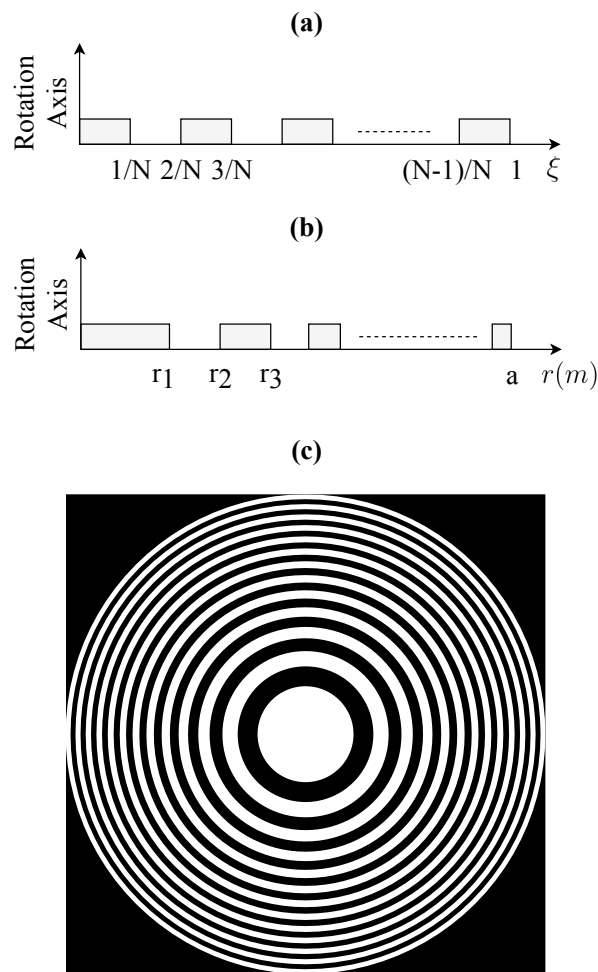 (a)
Rotation
Axis
1/N 2/N 3/N (N-1)/N 1 ξ
(b)
Rotation
Axis
r1 r2 r3 a r(m)
(c)